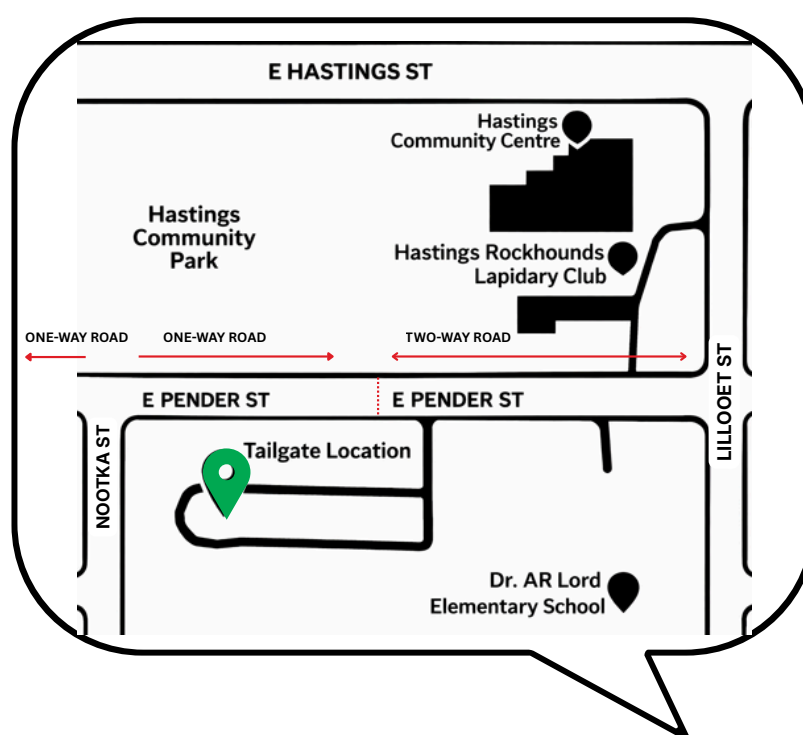 E HASTINGS ST
Hastings
Community Centre
Hastings
Community
Park
Hastings Rockhounds
Lapidary Club
ONE-WAY ROAD
ONE-WAY ROAD
TWO-WAY ROAD
E PENDER ST
E PENDER ST
LILLOOET ST
NOOTKA ST
Tailgate Location
Dr. AR Lord
Elementary School